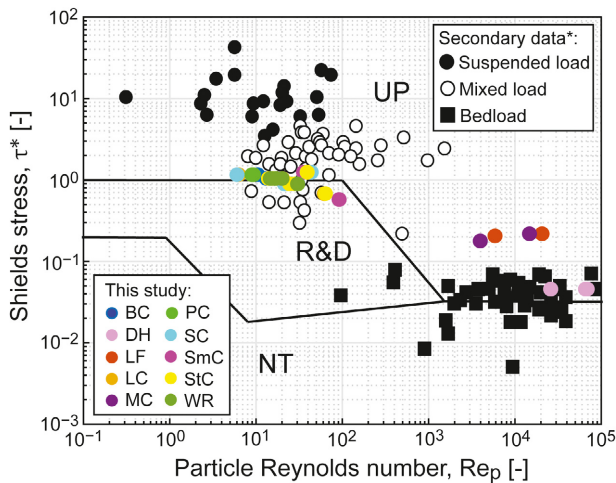 Shields stress, τ* [-]
10²
10¹
10⁰
10⁻¹
10⁻²
10⁻³
Secondary data*:
Suspended load
Mixed load
Bedload
UP
R&D
NT
This study:
BC PC
DH SC
LF SmC
LC StC
MC WR
10⁻¹ 10⁰ 10¹ 10² 10³ 10⁴ 10⁵
Particle Reynolds number, Reₚ [-]